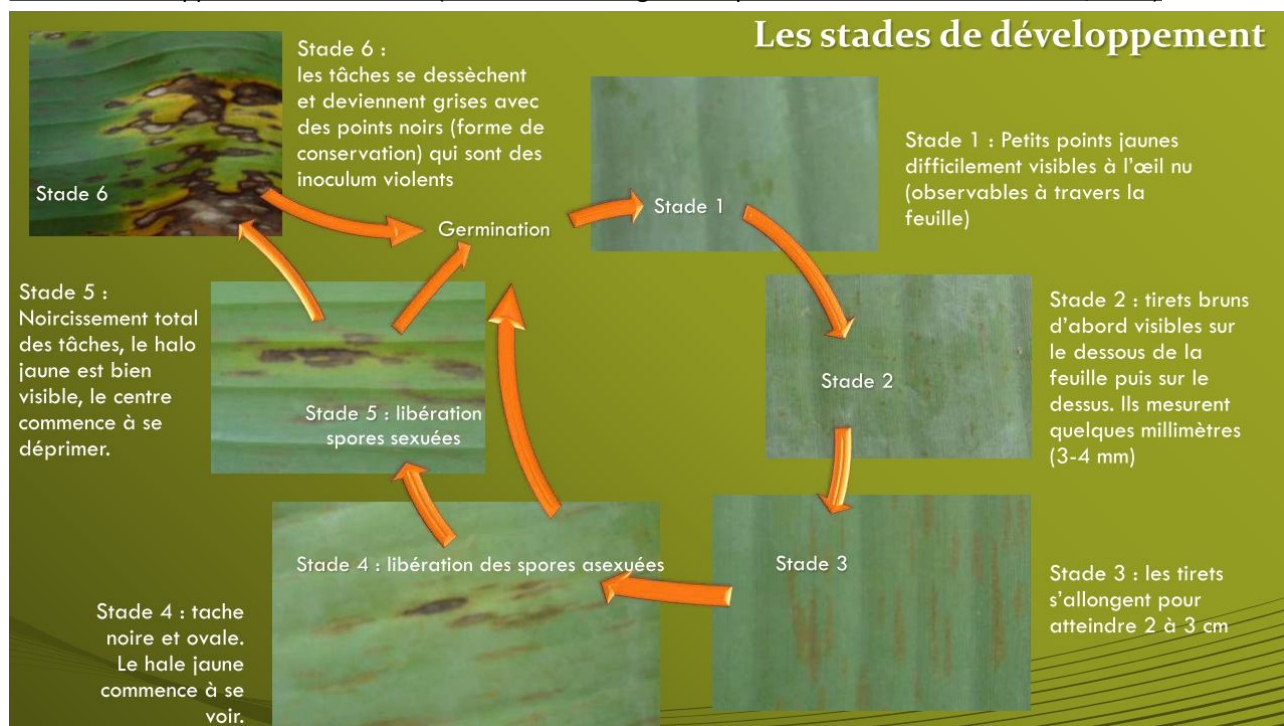 Les stades de développement
Stade 6 :
les tâches se dessèchent
et deviennent grises avec
des points noirs (forme de
conservation) qui sont des
inoculum violents
Stade 6
Germination
Stade 1
Stade 1 : Petits points jaunes
difficilement visibles à l'œil nu
(observables à travers la
feuille)
Stade 2
Stade 2 : tirets bruns
d'abord visibles sur
le dessous de la
feuille puis sur le
dessus. Ils mesurent
quelques millimètres
(3-4 mm)
Stade 3
Stade 3 : les tirets
s'allongent pour
atteindre 2 à 3 cm
Stade 4 : libération des spores asexuées
Stade 4 : tache
noire et ovale.
Le hale jaune
commence à se
voir.
Stade 5 :
Noircissement total
des tâches, le halo
jaune est bien
visible, le centre
commence à se
déprimer.
Stade 5 : libération
spores sexuées